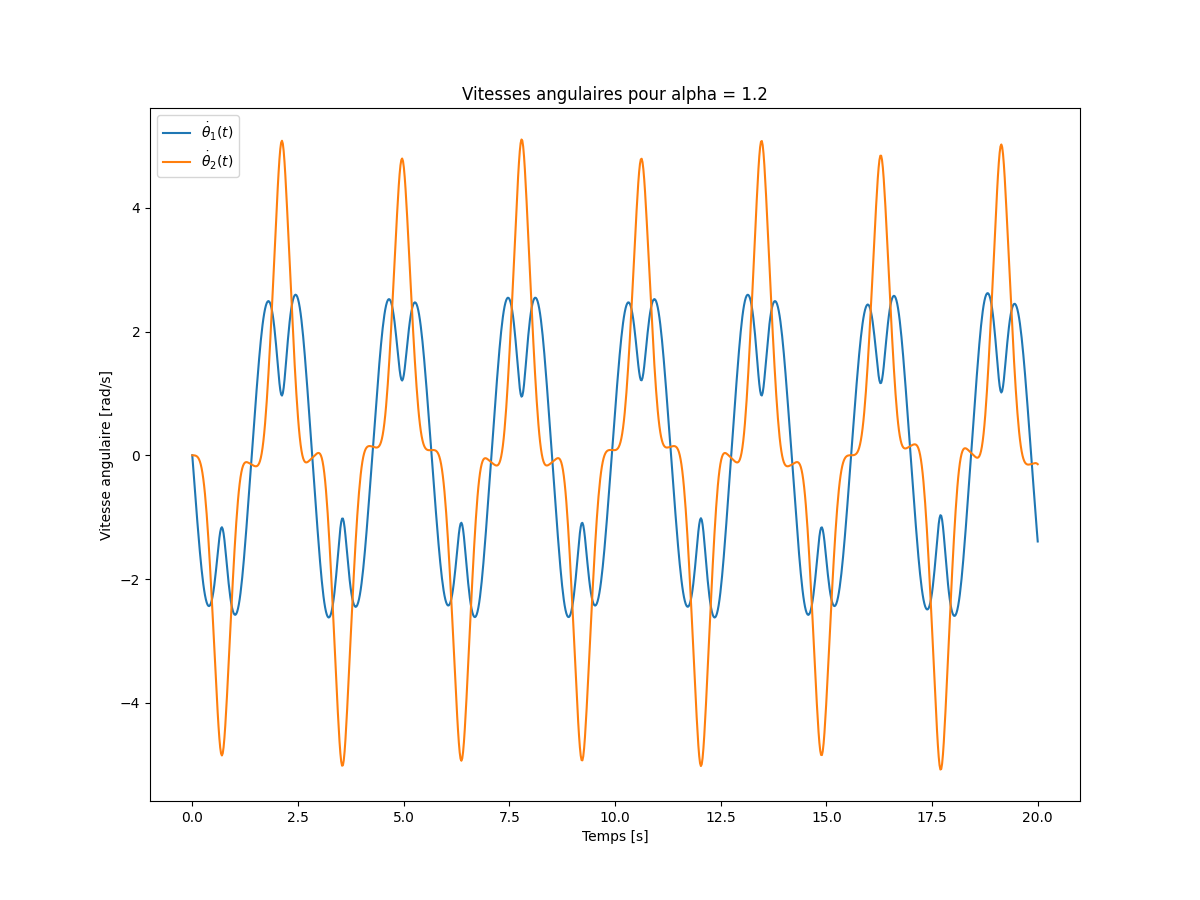 Vitesses angulaires pour alpha = 1.2
θ̇₁(t)
θ̇₂(t)
Vitesse angulaire [rad/s]
4
2
0
−2
−4
0.0 2.5 5.0 7.5 10.0 12.5 15.0 17.5 20.0
Temps [s]